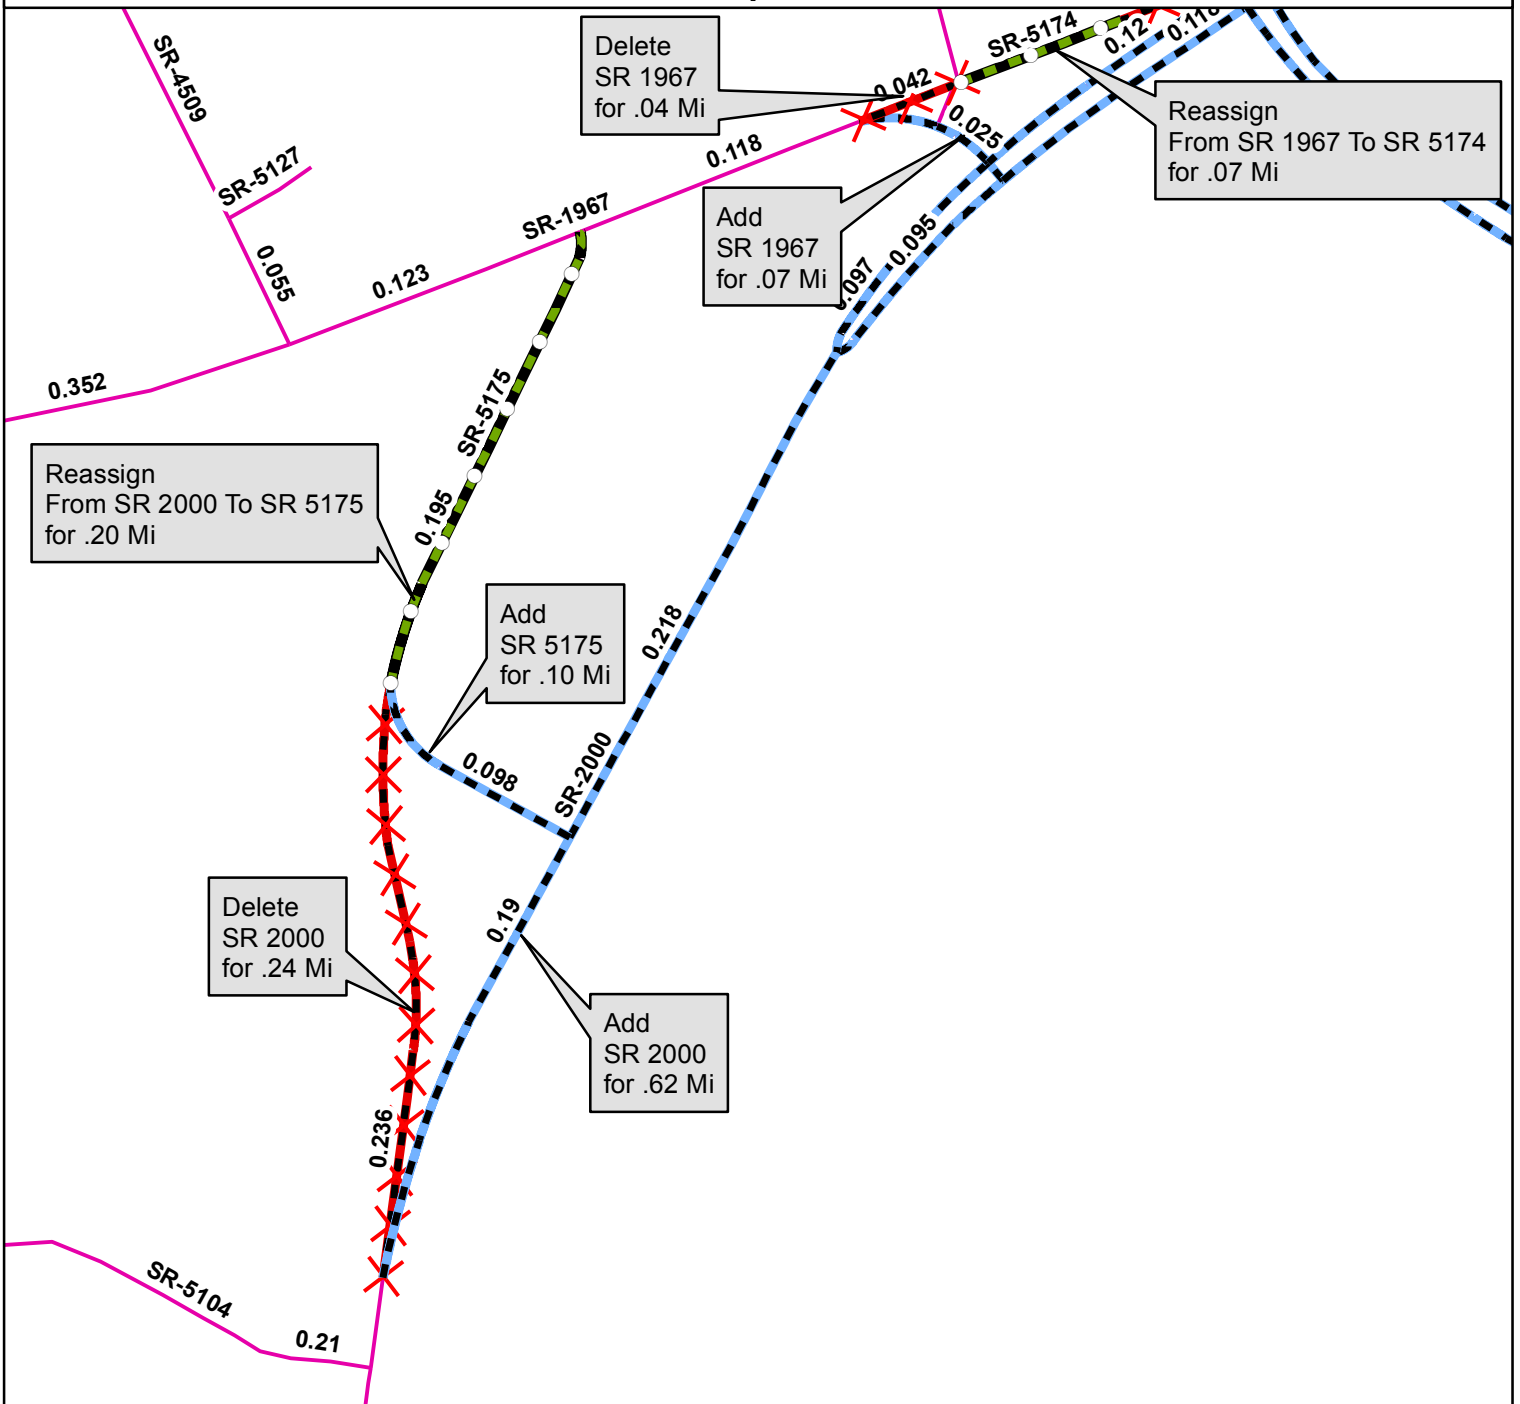 SR-4509
Delete
SR 1967
for .04 Mi
SR-5174
0.12
0.118
0.042
0.025
Reassign
From SR 1967 To SR 5174
for .07 Mi
SR-5127
0.118
SR-1967
Add
SR 1967
for .07 Mi
0.095
0.097
0.055
0.123
0.352
SR-5175
Reassign
From SR 2000 To SR 5175
for .20 Mi
0.195
Add
SR 5175
for .10 Mi
0.218
0.098
SR-2000
Delete
SR 2000
for .24 Mi
0.19
Add
SR 2000
for .62 Mi
0.236
SR-5104
0.21